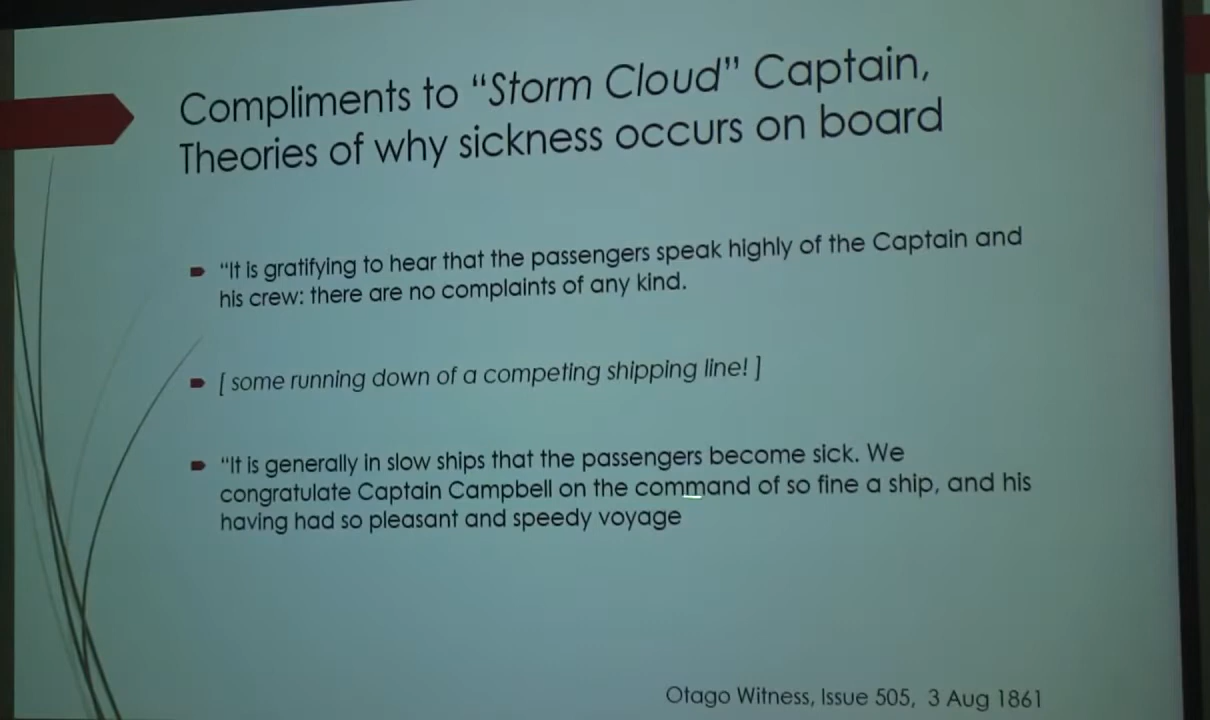 Compliments to "Storm Cloud" Captain,
Theories of why sickness occurs on board
"It is gratifying to hear that the passengers speak highly of the Captain and
his crew: there are no complaints of any kind.
[ some running down of a competing shipping line! ]
"It is generally in slow ships that the passengers become sick. We
congratulate Captain Campbell on the command of so fine a ship, and his
having had so pleasant and speedy voyage
Otago Witness, Issue 505, 3 Aug 1861